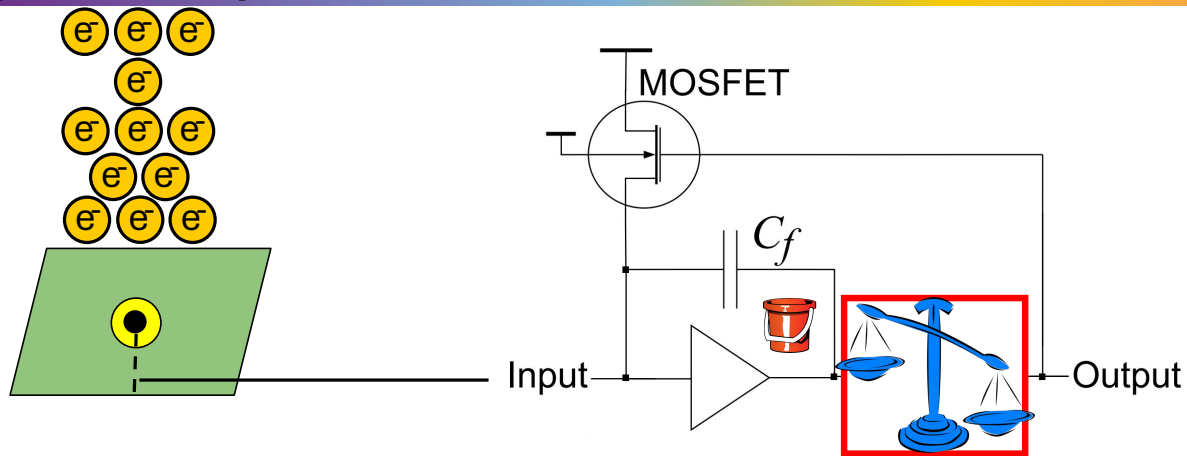 e⁻ e⁻ e⁻
e⁻
e⁻ e⁻ e⁻
e⁻ e⁻
e⁻ e⁻ e⁻
MOSFET
C_f
Input
Output